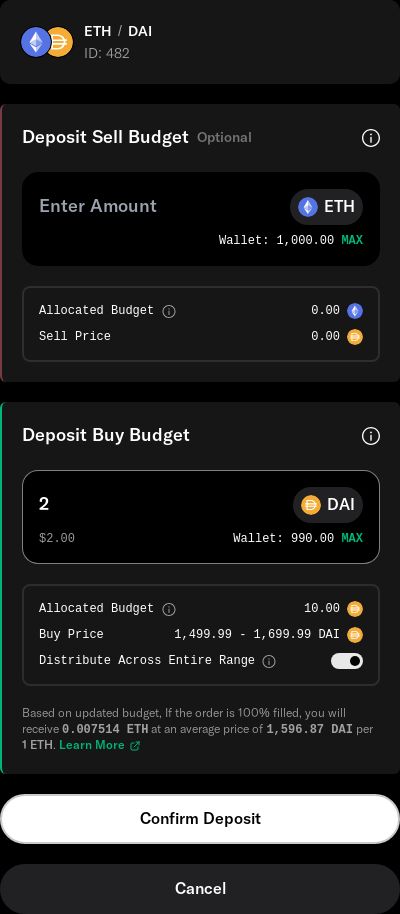 ETH / DAI
ID: 482
Deposit Sell Budget Optional
Enter Amount
ETH
Wallet: 1,000.00 MAX
Allocated Budget 0.00
Sell Price 0.00
Deposit Buy Budget
2
DAI
$2.00 Wallet: 990.00 MAX
Allocated Budget 10.00
Buy Price 1,499.99 - 1,699.99 DAI
Distribute Across Entire Range
Based on updated budget, If the order is 100% filled, you will
receive 0.007514 ETH at an average price of 1,596.87 DAI per
1 ETH. Learn More
Confirm Deposit
Cancel